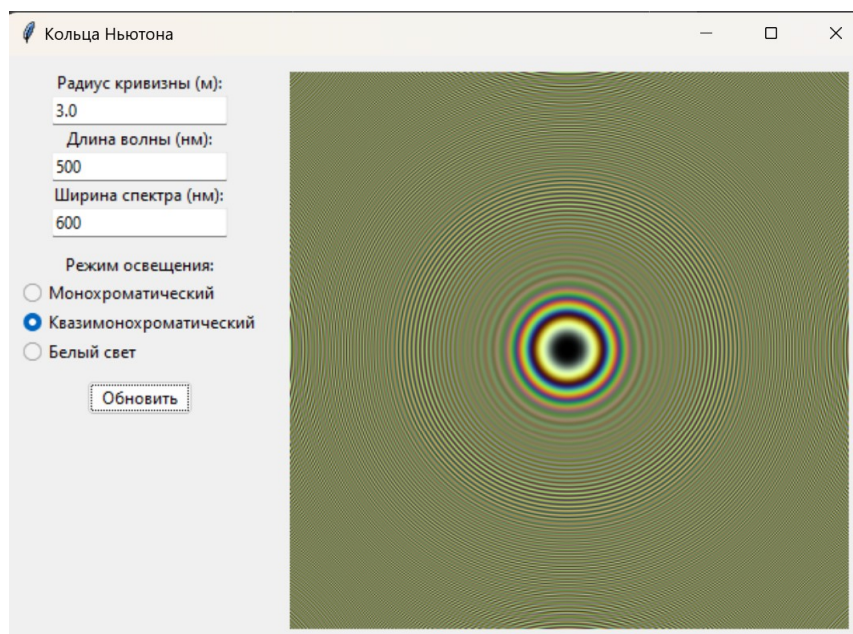 Кольца Ньютона
Радиус кривизны (м):
3.0
Длина волны (нм):
500
Ширина спектра (нм):
600
Режим освещения:
Монохроматический
Квазимонохроматический
Белый свет
Обновить